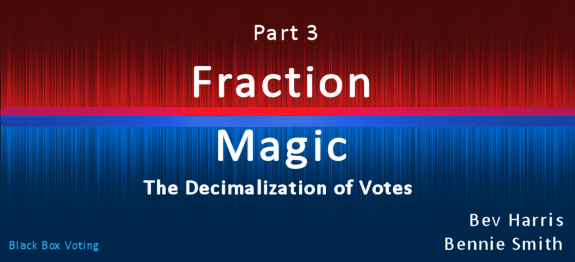 Part 3
Fraction
Magic
The Decimalization of Votes
Bev Harris
Bennie Smith
Black Box Voting